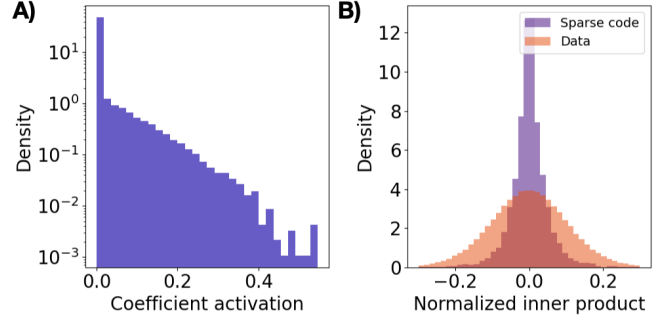 A)
Density
10¹
10⁰
10⁻¹
10⁻²
10⁻³
0.0 0.2 0.4
Coefficient activation
B)
Sparse code
Data
Density
12
10
8
6
4
2
0
−0.2 0.0 0.2
Normalized inner product